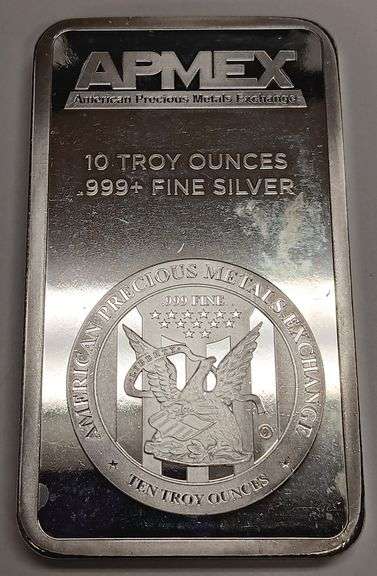 APMEX
American Precious Metals Exchange
10 TROY OUNCES
.999+ FINE SILVER
AMERICAN PRECIOUS METALS EXCHANGE
.999 FINE
TEN TROY OUNCES